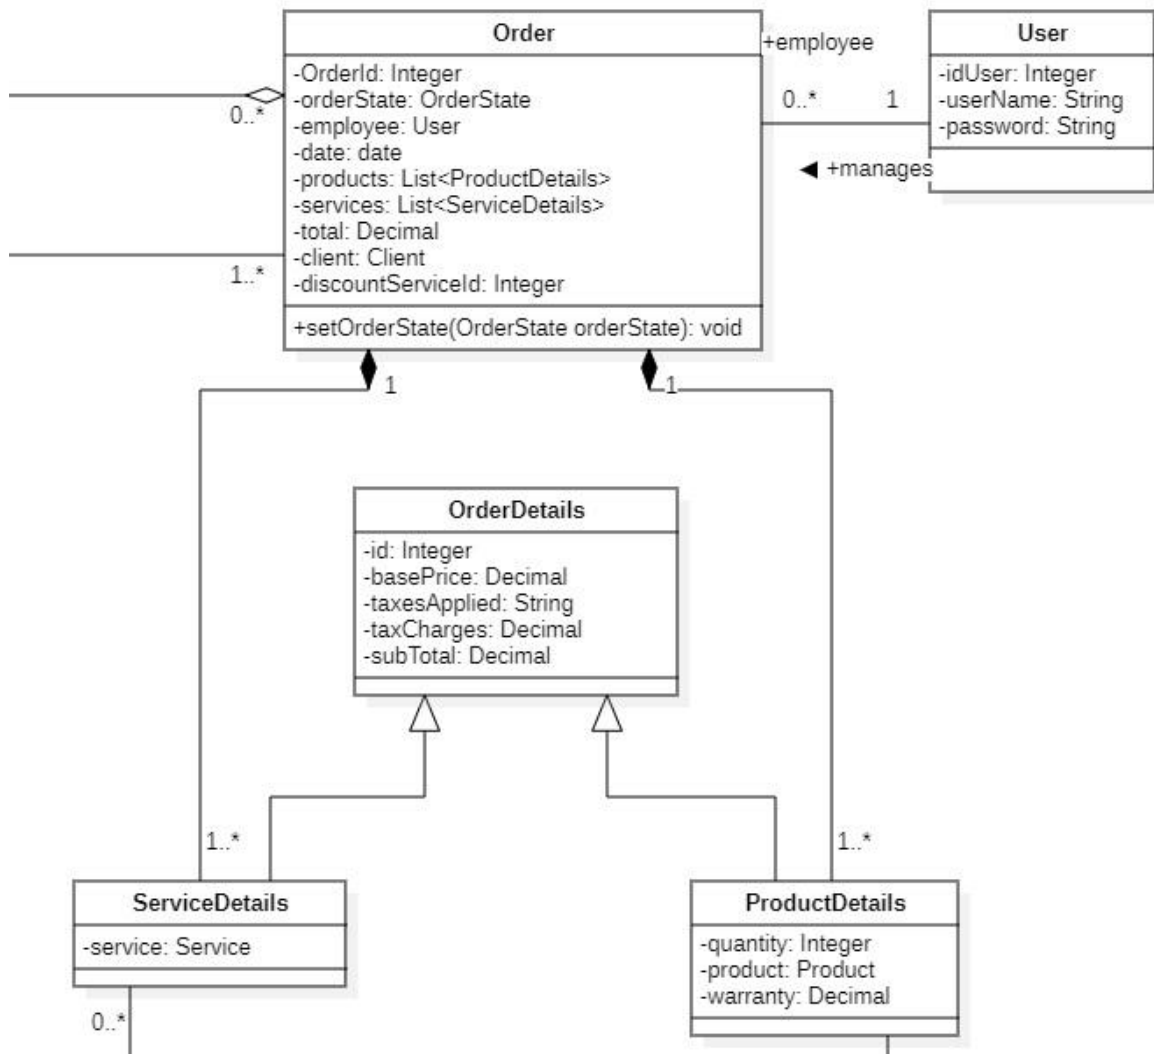 Order
-OrderId: Integer
-orderState: OrderState
-employee: User
-date: date
-products: List<ProductDetails>
-services: List<ServiceDetails>
-total: Decimal
-client: Client
-discountServiceId: Integer
+setOrderState(OrderState orderState): void
0..*
1..*
+employee
0..*
1
◀ +manages
User
-idUser: Integer
-userName: String
-password: String
1
1
OrderDetails
-id: Integer
-basePrice: Decimal
-taxesApplied: String
-taxCharges: Decimal
-subTotal: Decimal
1..*
1..*
ServiceDetails
-service: Service
0..*
ProductDetails
-quantity: Integer
-product: Product
-warranty: Decimal